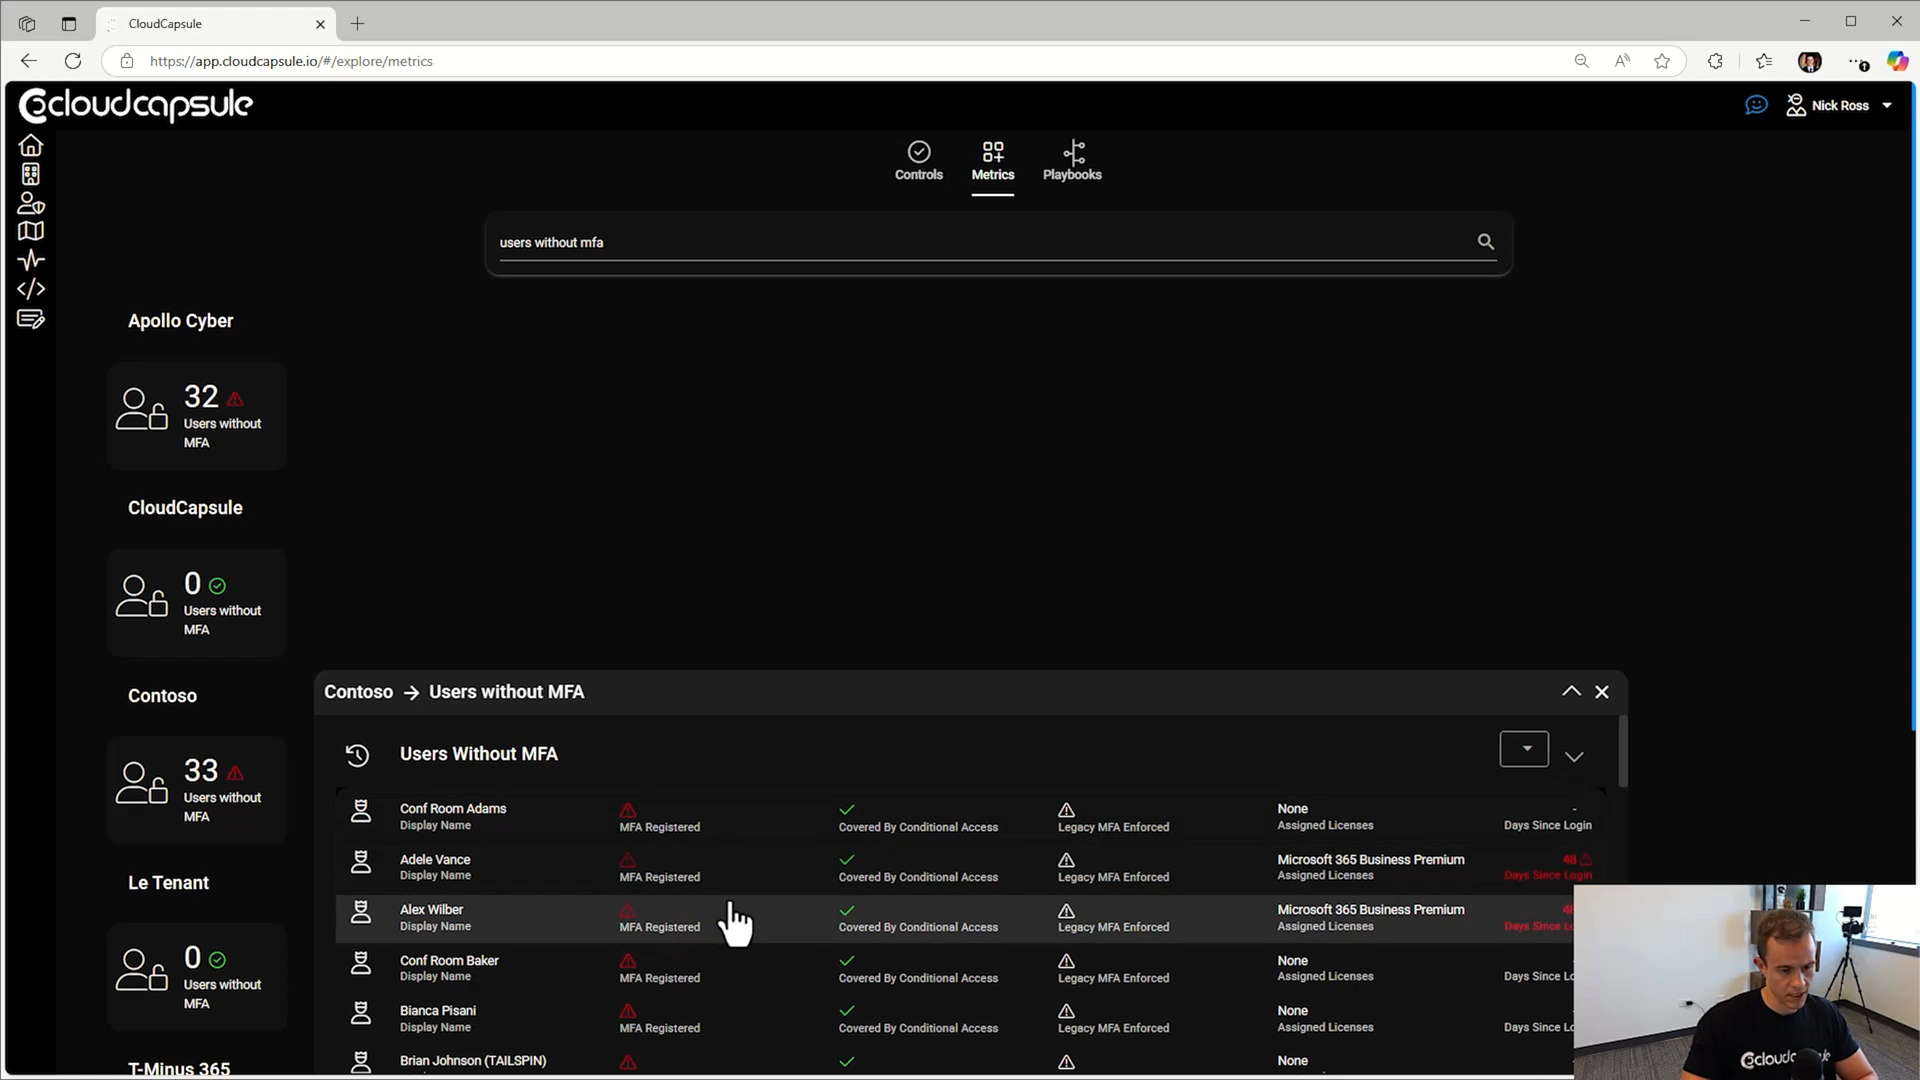 CloudCapsule
https://app.cloudcapsule.io/#/explore/metrics
cloudcapsule
Nick Ross
Controls
Metrics
Playbooks
users without mfa
Apollo Cyber
32
Users without
MFA
CloudCapsule
0
Users without
MFA
Contoso
33
Users without
MFA
Le Tenant
0
Users without
MFA
T-Minus 365
Contoso → Users without MFA
Users Without MFA
Conf Room Adams None -
Display Name MFA Registered Covered By Conditional Access Legacy MFA Enforced Assigned Licenses Days Since Login
Adele Vance Microsoft 365 Business Premium 48
Display Name MFA Registered Covered By Conditional Access Legacy MFA Enforced Assigned Licenses Days Since Login
Alex Wilber Microsoft 365 Business Premium
Display Name MFA Registered Covered By Conditional Access Legacy MFA Enforced Assigned Licenses Days Since Lo
Conf Room Baker None
Display Name MFA Registered Covered By Conditional Access Legacy MFA Enforced Assigned Licenses Days Since
Bianca Pisani None
Display Name MFA Registered Covered By Conditional Access Legacy MFA Enforced Assigned Licenses Days Since
Brian Johnson (TAILSPIN) None